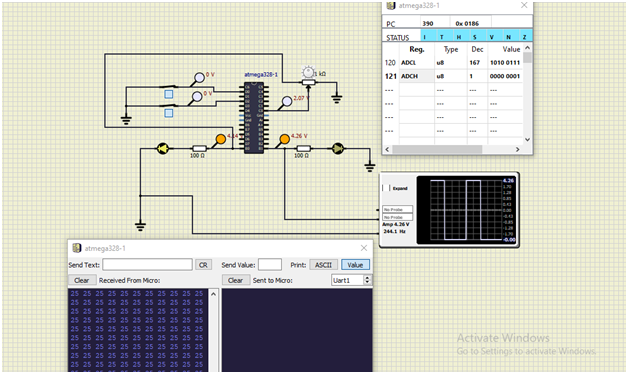 atmega328-1
PC 390 0x 0186
STATUS I T H S V N Z
Reg. Type Dec Value
120 ADCL u8 167 1010 0111
121 ADCH u8 1 0000 0001
--- --- --- ---
--- --- --- ---
--- --- --- ---
--- --- --- ---
--- --- --- ---
atmega328-1
1 kΩ
0 V
0 V
2.07 V
4.26 V
100 Ω
100 Ω
Expand
No Probe
No Probe
Amp 4.26 V
244.1 Hz
4.26
1.70
1.28
0.85
0.43
0.00
-0.43
-0.85
-1.28
-1.70
-0.00
atmega328-1
Send Text: CR Send Value: Print: ASCII Value
Clear Received From Micro: Clear Sent to Micro: Uart1
25 25 25 25 25 25 25 25 25 25 25
25 25 25 25 25 25 25 25 25 25 25
25 25 25 25 25 25 25 25 25 25 25
25 25 25 25 25 25 25 25 25 25 25
25 25 25 25 25 25 25 25 25 25 25
25 25 25 25 25 25 25 25 25 25 25
25 25 25 25 25 25 25 25 25 25 25
25 25 25 25 25 25 25 25 25 25 25
Activate Windows
Go to Settings to activate Windows.